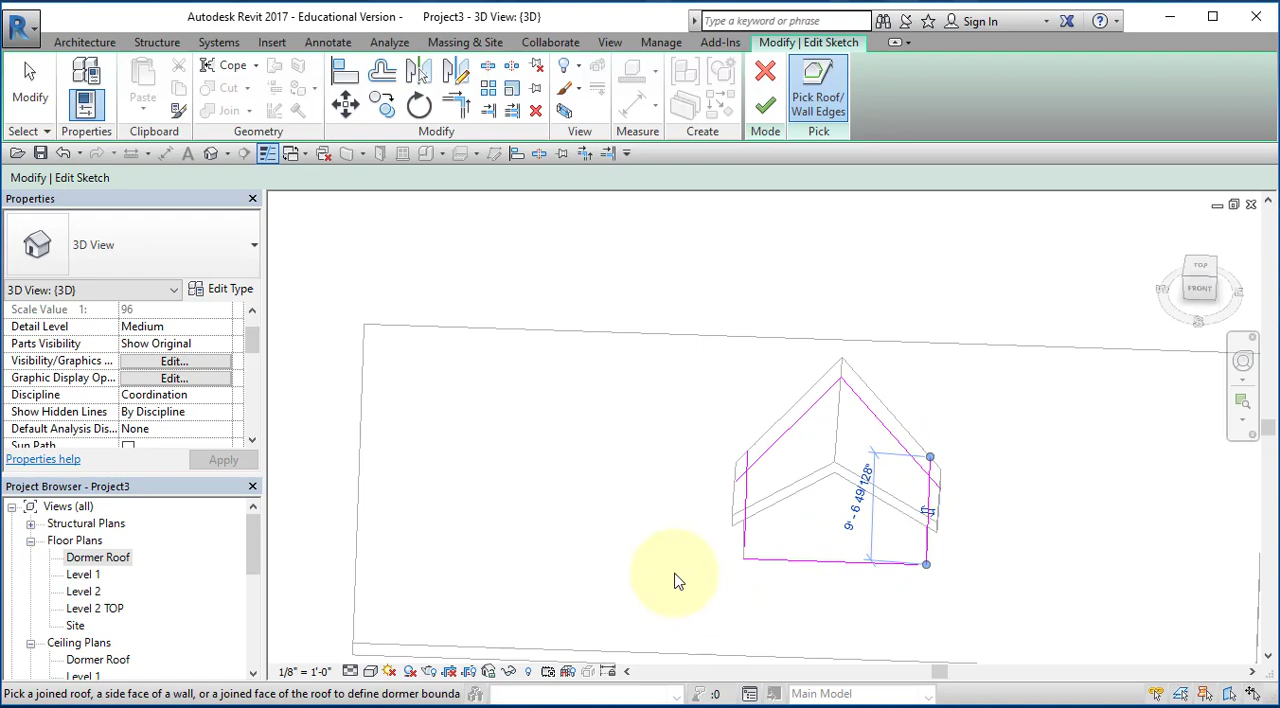 Autodesk Revit 2017 - Educational Version - Project3 - 3D View: {3D}
Type a keyword or phrase
Sign In
Architecture Structure Systems Insert Annotate Analyze Massing & Site Collaborate View Manage Add-Ins Modify | Edit Sketch
Modify
Paste
Cope
Cut
Join
Pick Roof/
Wall Edges
Select Properties Clipboard Geometry Modify View Measure Create Mode Pick
Modify | Edit Sketch
Properties
3D View
3D View: {3D}
Edit Type
Scale Value 1: 96
Detail Level Medium
Parts Visibility Show Original
Visibility/Graphics ... Edit...
Graphic Display Op... Edit...
Discipline Coordination
Show Hidden Lines By Discipline
Default Analysis Dis... None
Sun Path
Properties help
Apply
Project Browser - Project3
Views (all)
Structural Plans
Floor Plans
Dormer Roof
Level 1
Level 2
Level 2 TOP
Site
Ceiling Plans
Dormer Roof
Level 1
TOP
FRONT
9' - 6 49/128"
1/8" = 1'-0"
Pick a joined roof, a side face of a wall, or a joined face of the roof to define dormer bounda
:0
Main Model